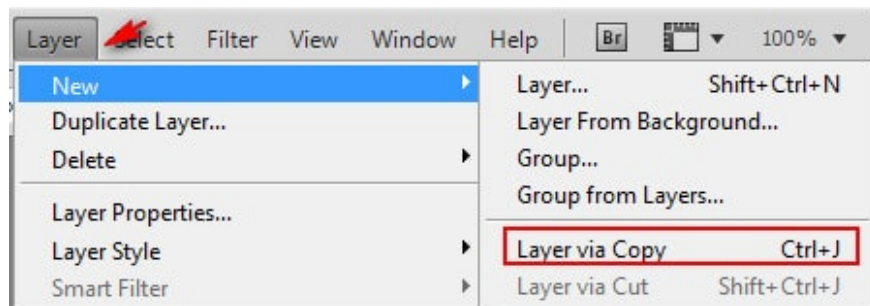 Layer Select Filter View Window Help Br 100%
New
Duplicate Layer...
Delete
Layer Properties...
Layer Style
Smart Filter
Layer... Shift+Ctrl+N
Layer From Background...
Group...
Group from Layers...
Layer via Copy Ctrl+J
Layer via Cut Shift+Ctrl+J